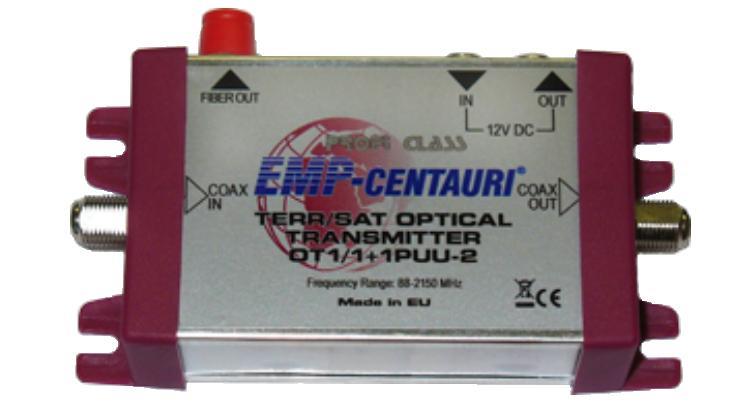 FIBER OUT
IN OUT
12V DC
PROFI CLASS
EMP-CENTAURI®
COAX IN
COAX OUT
TERR/SAT OPTICAL
TRANSMITTER
OT1/1+1PUU-2
Frequency Range: 88-2150 MHz
Made in EU
CE